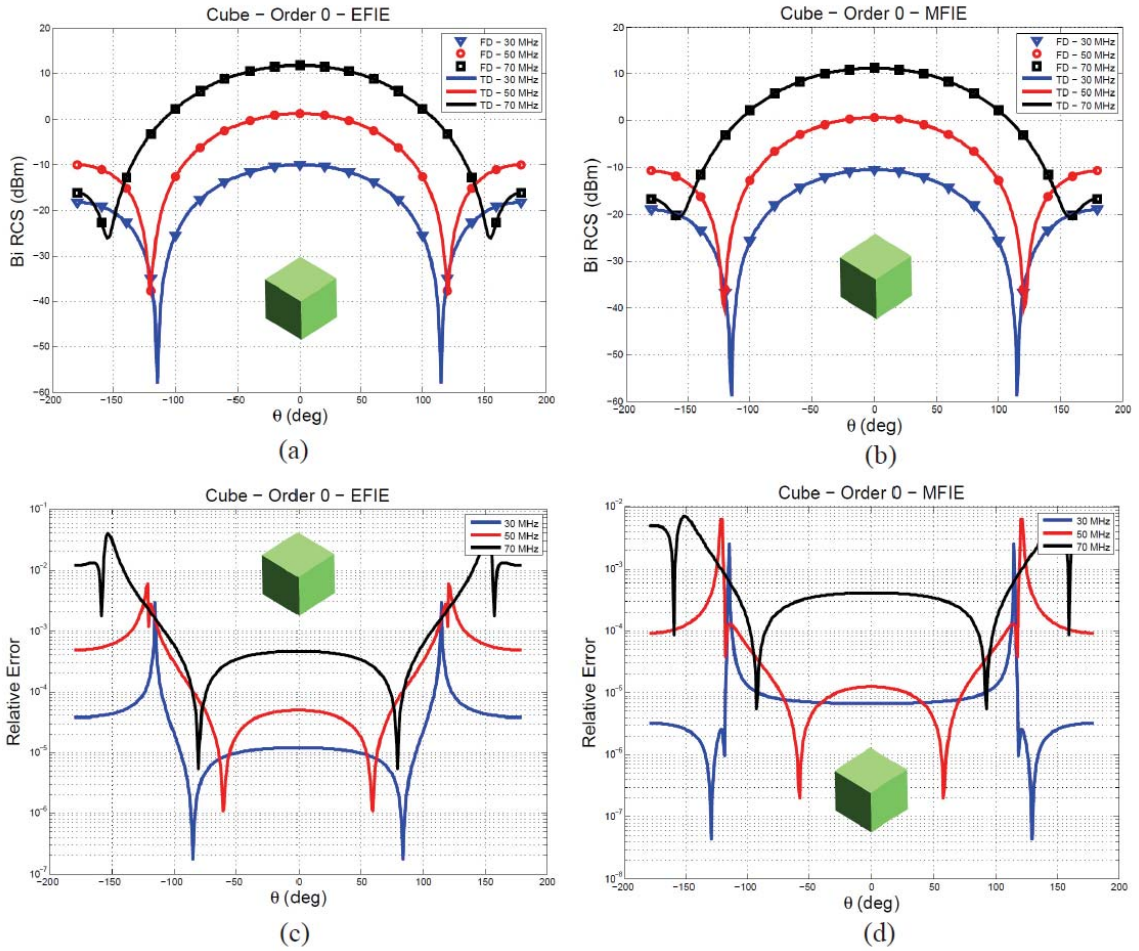 Cube − Order 0 − EFIE
Bi RCS (dBm)
20
10
0
−10
−20
−30
−40
−50
−60
−200
−150
−100
−50
0
50
100
150
200
θ (deg)
FD − 30 MHz
FD − 50 MHz
FD − 70 MHz
TD − 30 MHz
TD − 50 MHz
TD − 70 MHz
(a)
Cube − Order 0 − MFIE
Bi RCS (dBm)
20
10
0
−10
−20
−30
−40
−50
−60
−200
−150
−100
−50
0
50
100
150
200
θ (deg)
FD − 30 MHz
FD − 50 MHz
FD − 70 MHz
TD − 30 MHz
TD − 50 MHz
TD − 70 MHz
(b)
Cube − Order 0 − EFIE
Relative Error
10⁻¹
10⁻²
10⁻³
10⁻⁴
10⁻⁵
10⁻⁶
10⁻⁷
−200
−150
−100
−50
0
50
100
150
200
θ (deg)
30 MHz
50 MHz
70 MHz
(c)
Cube − Order 0 − MFIE
Relative Error
10⁻²
10⁻³
10⁻⁴
10⁻⁵
10⁻⁶
10⁻⁷
10⁻⁸
−200
−150
−100
−50
0
50
100
150
200
θ (deg)
30 MHz
50 MHz
70 MHz
(d)